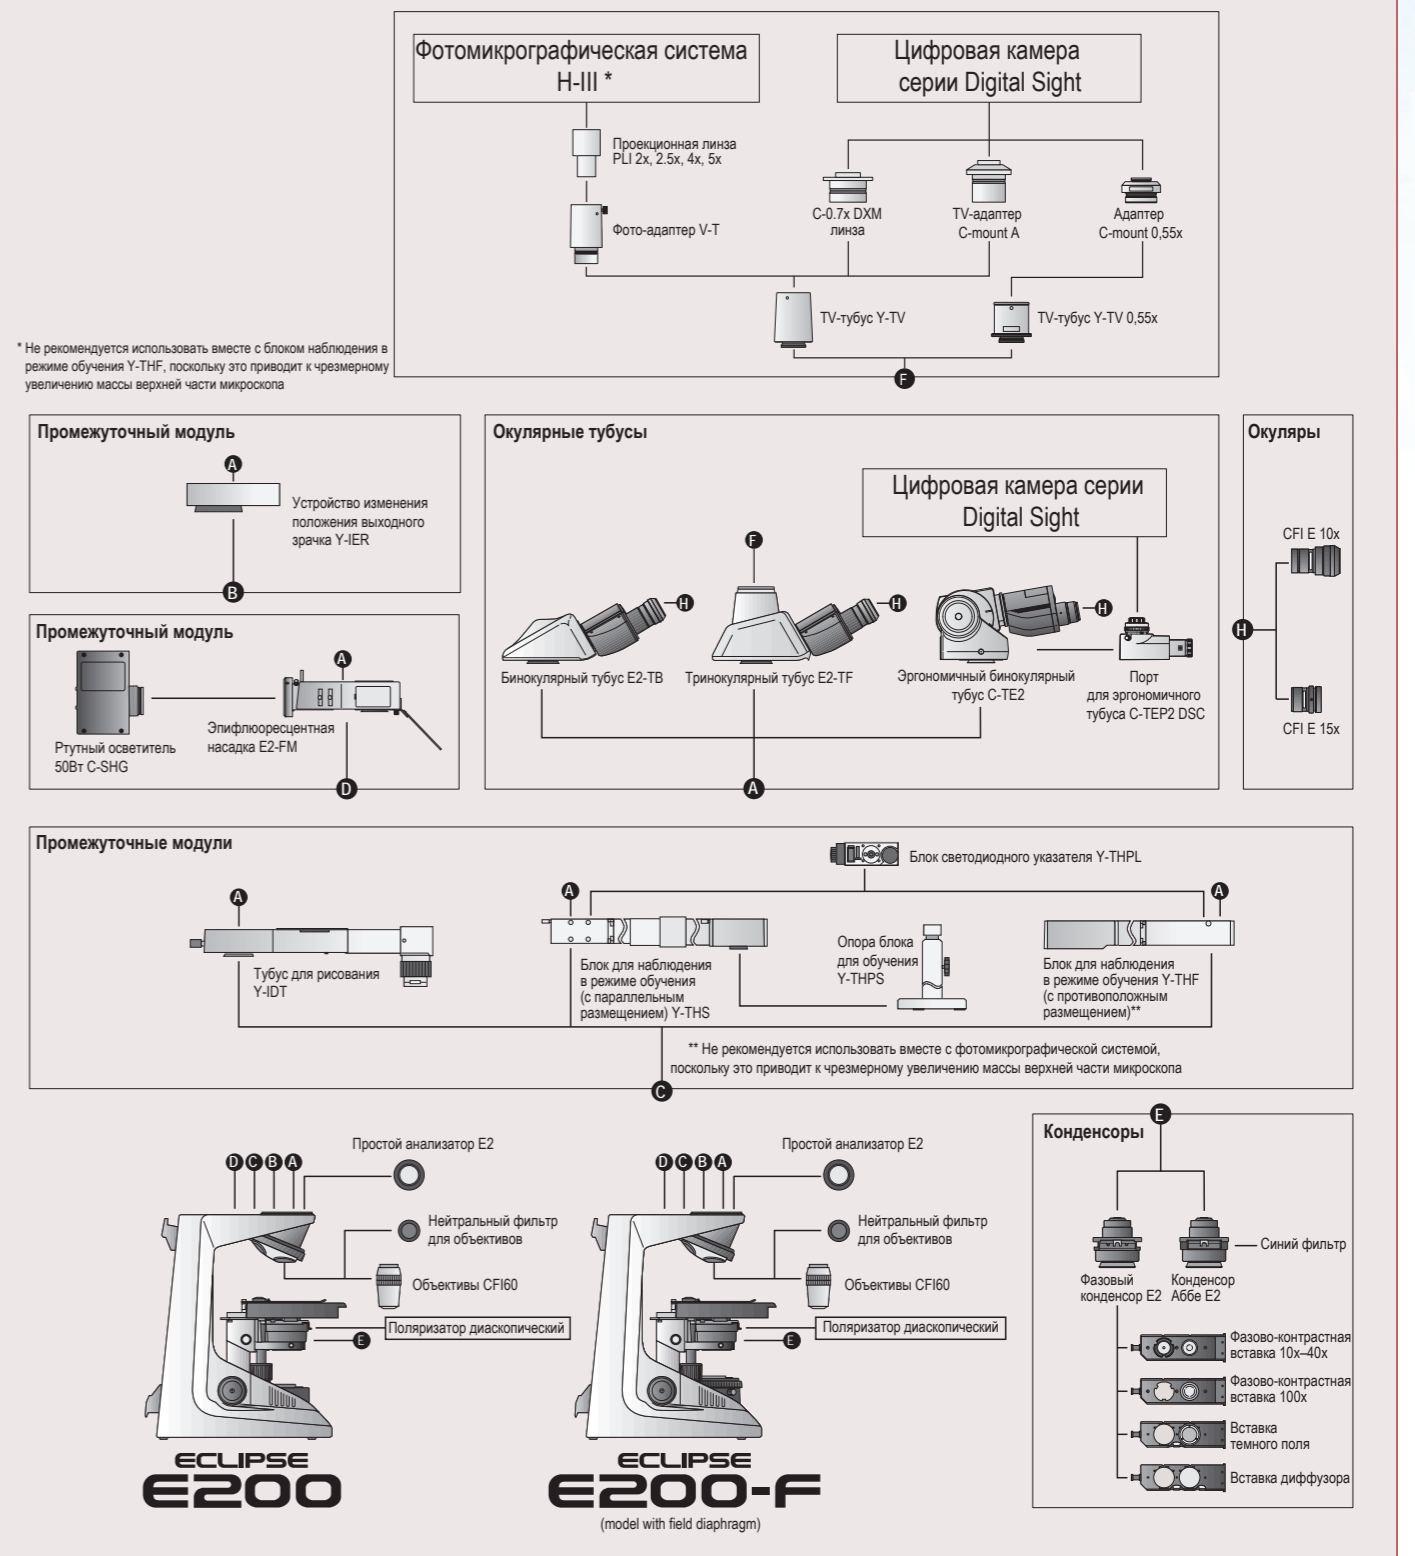 Фотомикрографическая система
H-III *
Цифровая камера
серии Digital Sight
Проекционная линза
PLI 2x, 2.5x, 4x, 5x
Фото-адаптер V-T
C-0.7x DXM
линза
TV-адаптер
C-mount A
Адаптер
C-mount 0,55x
TV-тубус Y-TV
TV-тубус Y-TV 0,55x
F
* Не рекомендуется использовать вместе с блоком наблюдения в
режиме обучения Y-THF, поскольку это приводит к чрезмерному
увеличению массы верхней части микроскопа
Промежуточный модуль
A
Устройство изменения
положения выходного
зрачка Y-IER
B
Промежуточный модуль
A
Эпифлюоресцентная
насадка E2-FM
Ртутный осветитель
50Вт C-SHG
D
Окулярные тубусы
Цифровая камера серии
Digital Sight
F
H
H
H
Бинокулярный тубус E2-TB
Тринокулярный тубус E2-TF
Эргономичный бинокулярный
тубус C-TE2
Порт
для эргономичного
тубуса C-TEP2 DSC
A
Окуляры
CFI E 10x
H
CFI E 15x
Промежуточные модули
Блок светодиодного указателя Y-THPL
A
A
A
Тубус для рисования
Y-IDT
Блок для наблюдения
в режиме обучения
(с параллельным
размещением) Y-THS
Опора блока
для обучения
Y-THPS
Блок для наблюдения
в режиме обучения Y-THF
(с противоположным
размещением)**
** Не рекомендуется использовать вместе с фотомикрографической системой,
поскольку это приводит к чрезмерному увеличению массы верхней части микроскопа
C
Простой анализатор E2
D C B A
Нейтральный фильтр
для объективов
Объективы CFI60
Поляризатор диаскопический
E
ECLIPSE
E200
Простой анализатор E2
D C B A
Нейтральный фильтр
для объективов
Объективы CFI60
Поляризатор диаскопический
E
ECLIPSE
E200-F
(model with field diaphragm)
E
Конденсоры
Синий фильтр
Фазовый
конденсор E2
Конденсор
Аббе E2
Фазово-контрастная
вставка 10x–40x
Фазово-контрастная
вставка 100x
Вставка
темного поля
Вставка диффузора